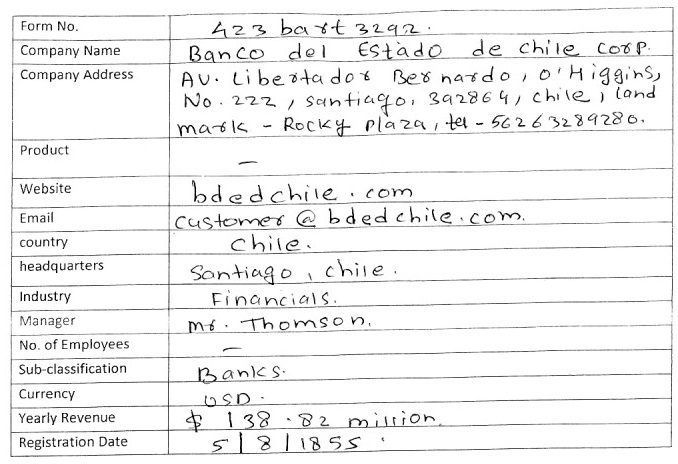 Form No. 423 bart 3292.
Company Name Banco del Estado de chile corp.
Company Address Av. Libertador Bernardo, O'Higgins,
No. 222, santiago, 392864, chile, land
mark - Rocky plaza, tel - 56263289280.
Product —
Website bdedchile.com
Email customer@bdedchile.com.
country chile.
headquarters Santiago, chile.
Industry Financials.
Manager mr. Thomson.
No. of Employees —
Sub-classification Banks.
Currency USD.
Yearly Revenue $ 138.82 million.
Registration Date 5/8/1855.